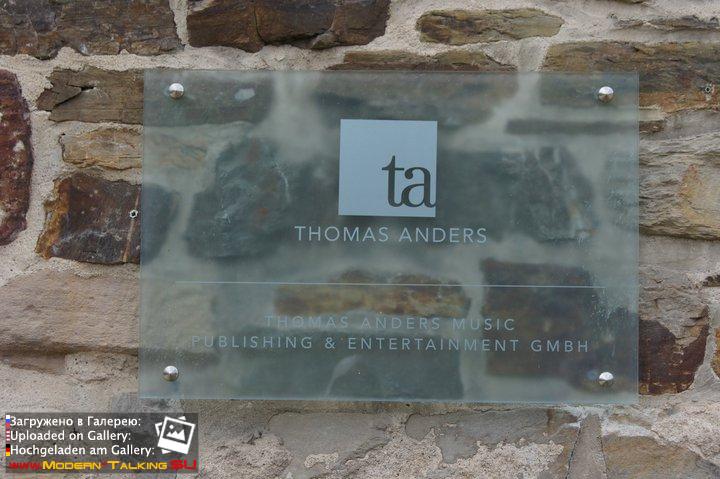 ta
THOMAS ANDERS
THOMAS ANDERS MUSIC
PUBLISHING & ENTERTAINMENT GMBH
Загружено в Галерею:
Uploaded on Gallery:
Hochgeladen am Gallery:
www.Modern-Talking.SU